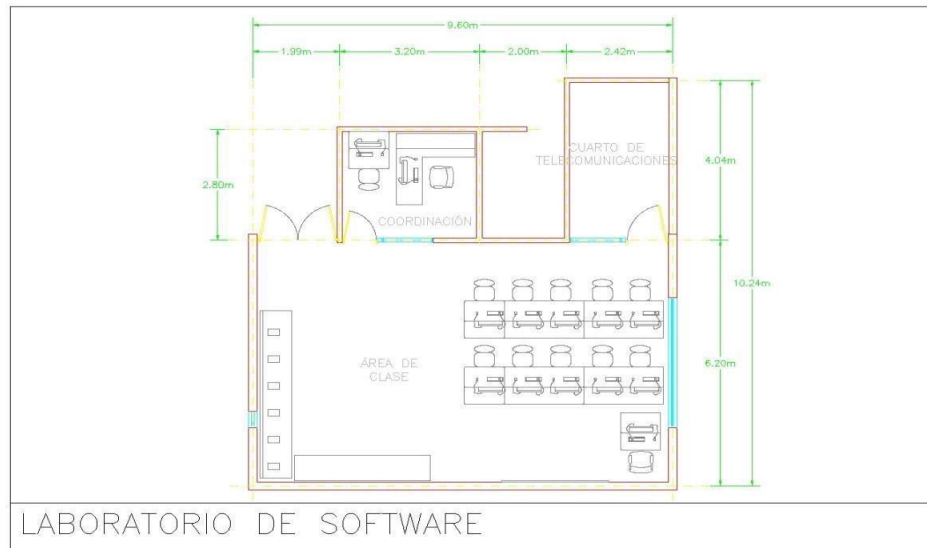 9.60m
1.99m
3.20m
2.00m
2.42m
CUARTO DE
TELECOMUNICACIONES
4.04m
2.80m
COORDINACIÓN
10.24m
ÁREA DE
CLASE
6.20m
LABORATORIO DE SOFTWARE